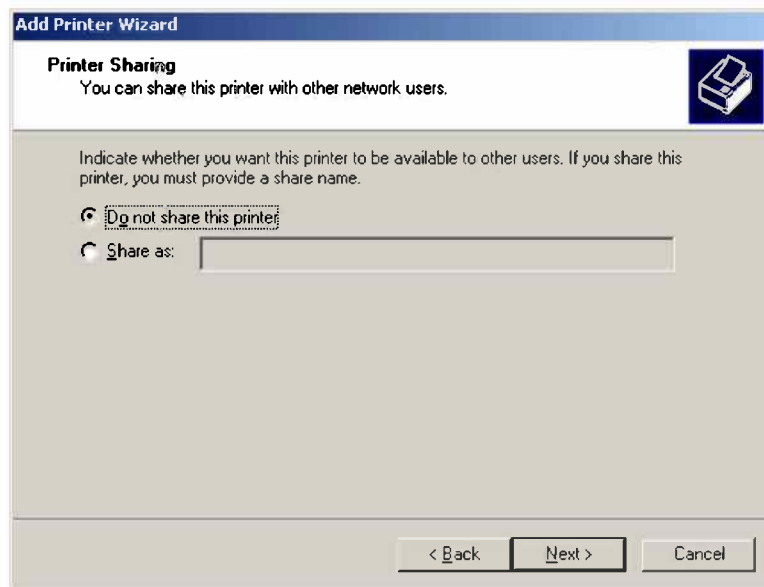 Add Printer Wizard
Printer Sharing
You can share this printer with other network users.
Indicate whether you want this printer to be available to other users. If you share this
printer, you must provide a share name.
Do not share this printer
Share as:
< Back Next > Cancel